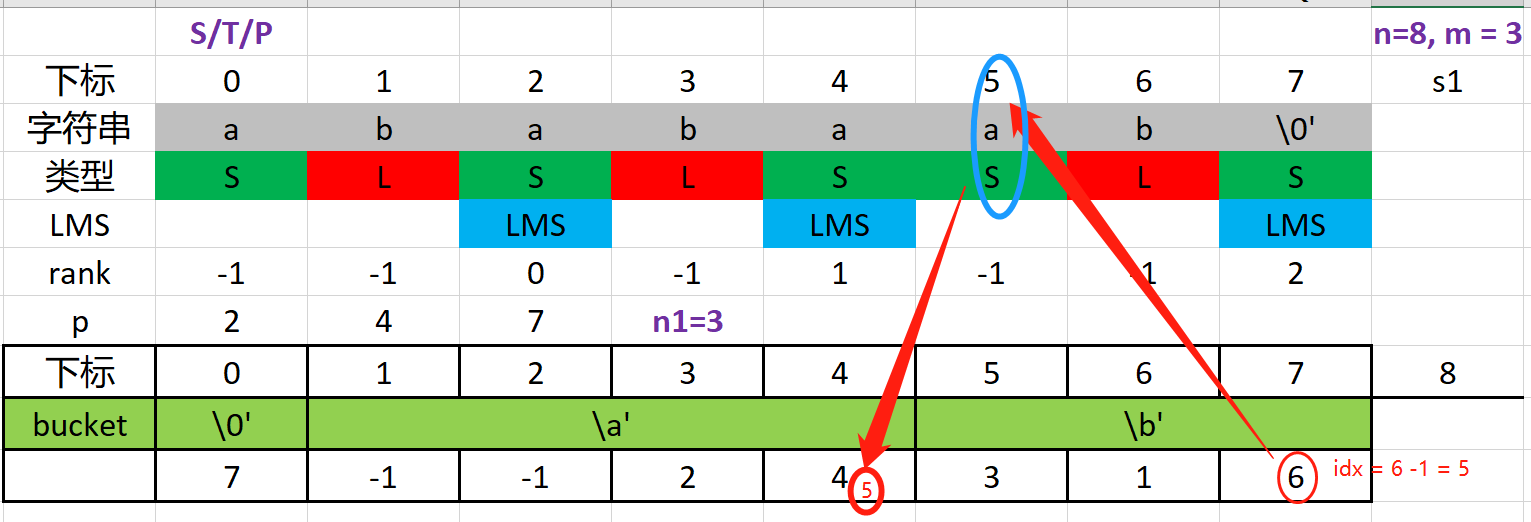 S/T/P n=8, m = 3
下标 0 1 2 3 4 5 6 7 s1
字符串 a b a b a a b \0'
类型 S L S L S S L S
LMS LMS LMS LMS
rank -1 -1 0 -1 1 -1 -1 2
p 2 4 7 n1=3
下标 0 1 2 3 4 5 6 7 8
bucket \0' \a' \b'
7 -1 -1 2 4 5 3 1 6 idx = 6 -1 = 5